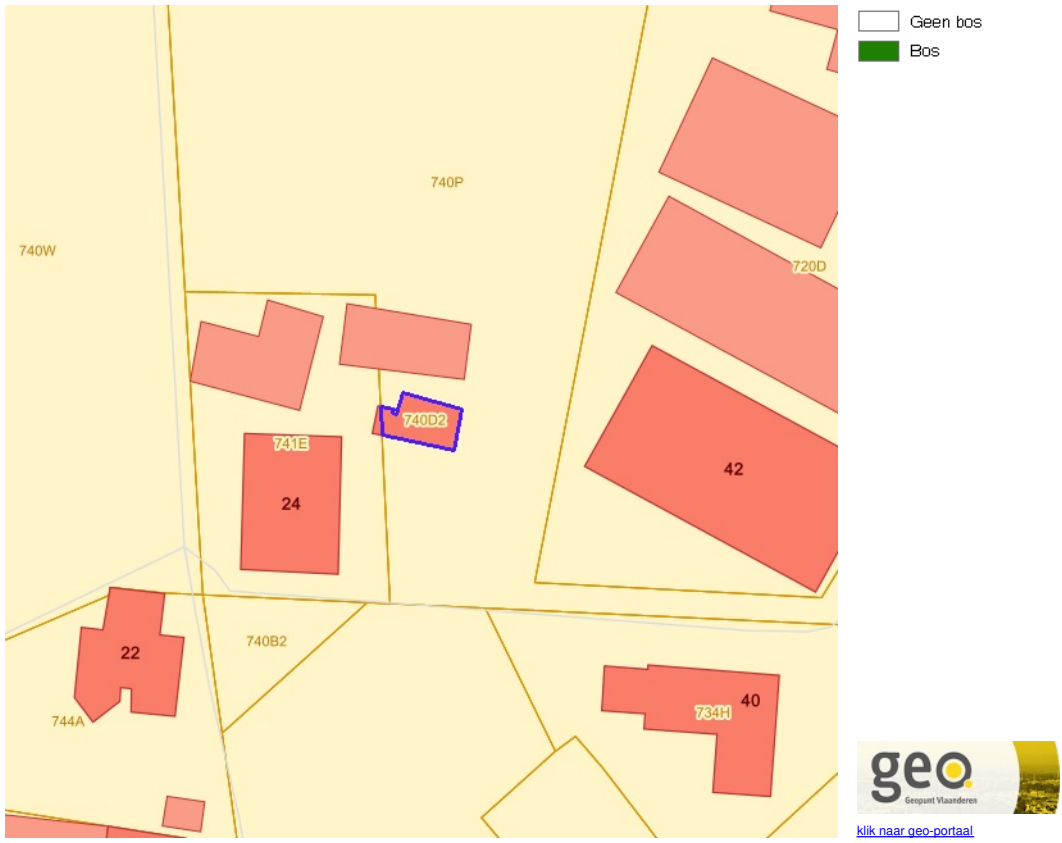 Geen bos
Bos
740P
740W
720D
740D2
741E
42
24
740B2
22
40
734H
744A
geo
Geopunt Vlaanderen
klik naar geo-portaal